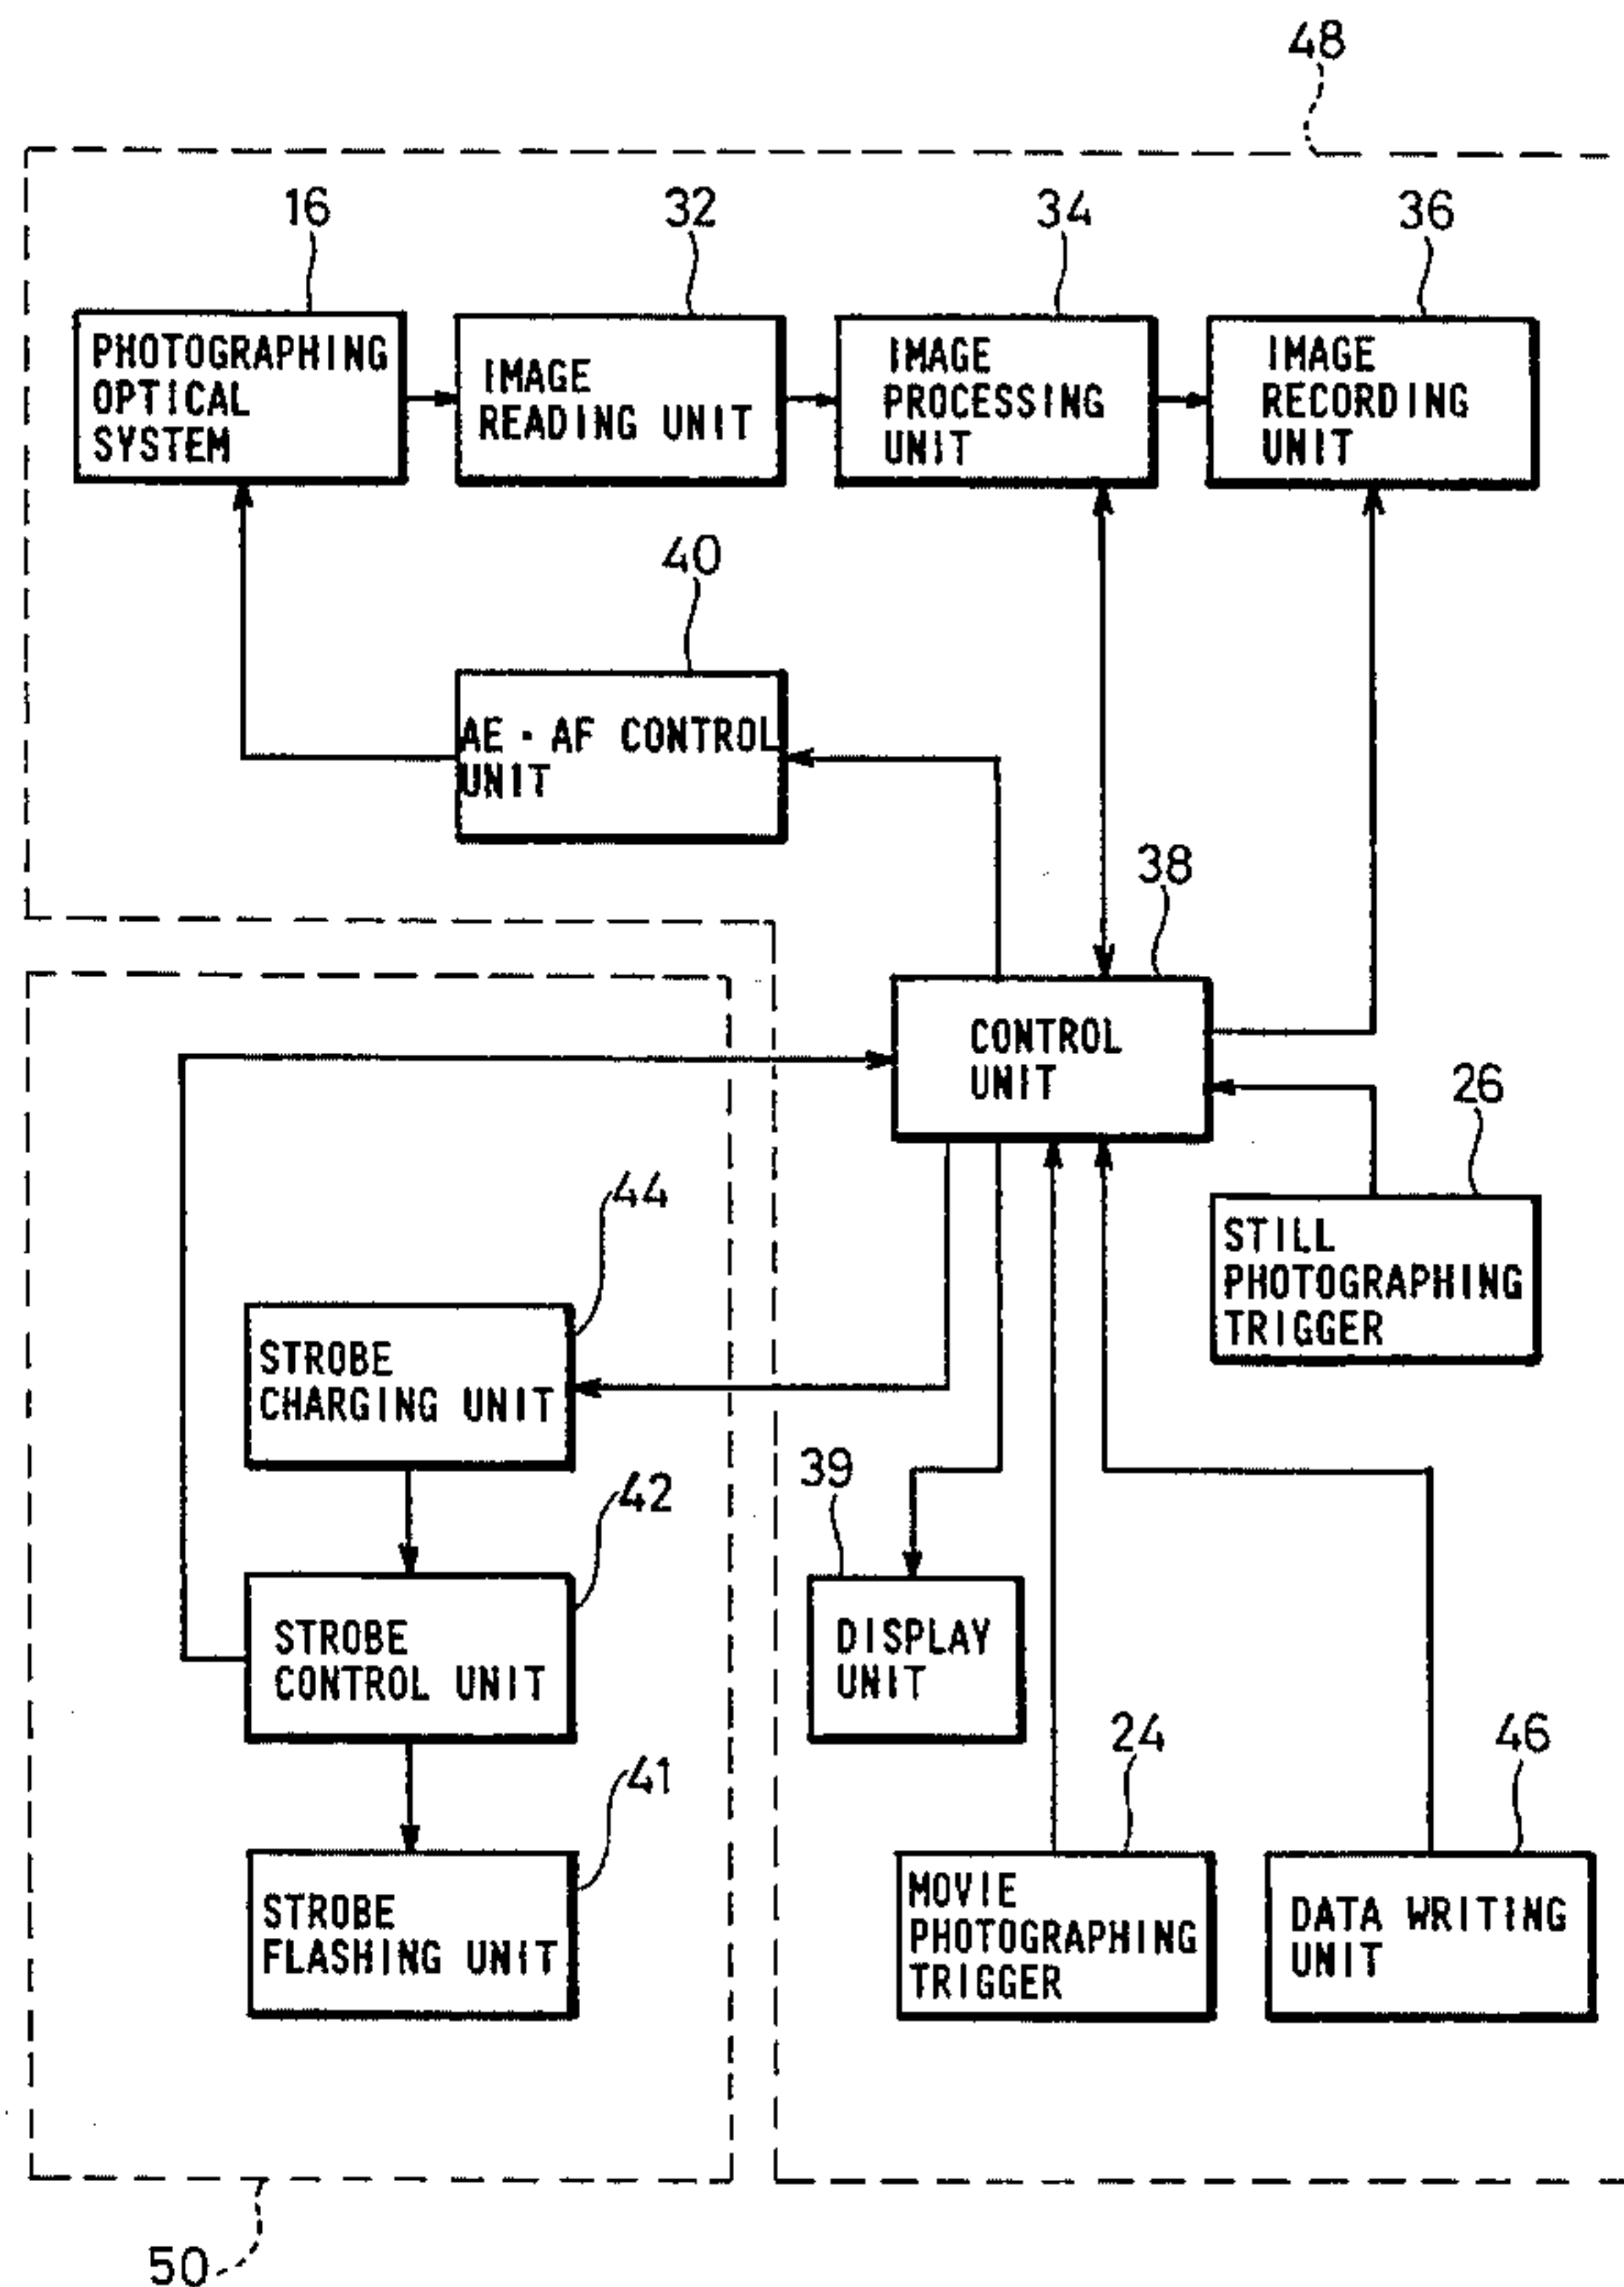 48
16
32
34
36
PHOTOGRAPHING
OPTICAL
SYSTEM
IMAGE
READING UNIT
IMAGE
PROCESSING
UNIT
IMAGE
RECORDING
UNIT
40
AE・AF CONTROL
UNIT
38
CONTROL
UNIT
26
STILL
PHOTOGRAPHING
TRIGGER
44
STROBE
CHARGING UNIT
42
STROBE
CONTROL UNIT
39
DISPLAY
UNIT
41
STROBE
FLASHING UNIT
24
MOVIE
PHOTOGRAPHING
TRIGGER
46
DATA WRITING
UNIT
50